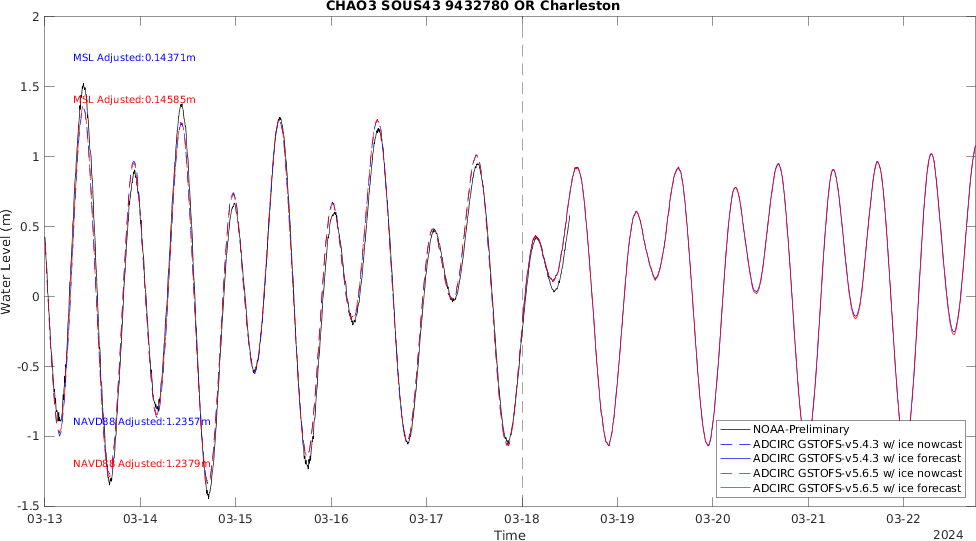 CHAO3 SOUS43 9432780 OR Charleston
2
1.5
1
0.5
0
-0.5
-1
-1.5
Water Level (m)
MSL Adjusted:0.14371m
MSL Adjusted:0.14585m
NAVD88 Adjusted:1.2357m
NAVD88 Adjusted:1.2379m
NOAA-Preliminary
ADCIRC GSTOFS-v5.4.3 w/ ice nowcast
ADCIRC GSTOFS-v5.4.3 w/ ice forecast
ADCIRC GSTOFS-v5.6.5 w/ ice nowcast
ADCIRC GSTOFS-v5.6.5 w/ ice forecast
03-13 03-14 03-15 03-16 03-17 03-18 03-19 03-20 03-21 03-22
Time
2024